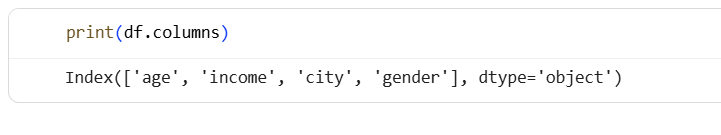 print(df.columns)
Index(['age', 'income', 'city', 'gender'], dtype='object')